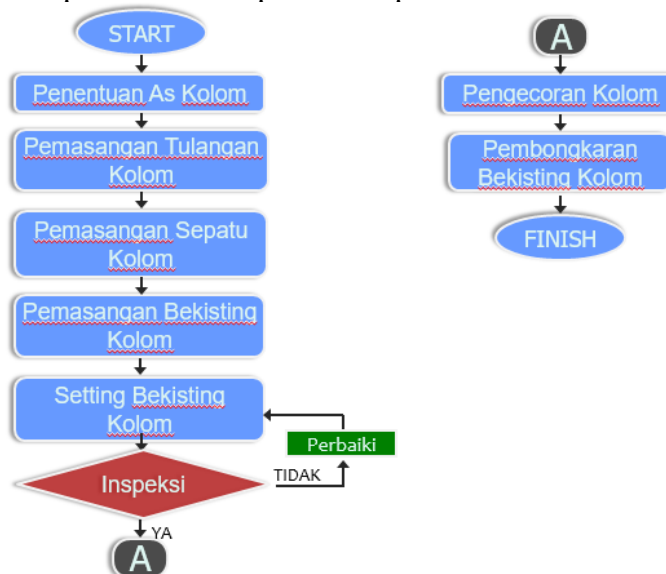 START
Penentuan As Kolom
Pemasangan Tulangan
Kolom
Pemasangan Sepatu
Kolom
Pemasangan Bekisting
Kolom
Setting Bekisting
Kolom
Perbaiki
Inspeksi
TIDAK
YA
A
A
Pengecoran Kolom
Pembongkaran
Bekisting Kolom
FINISH